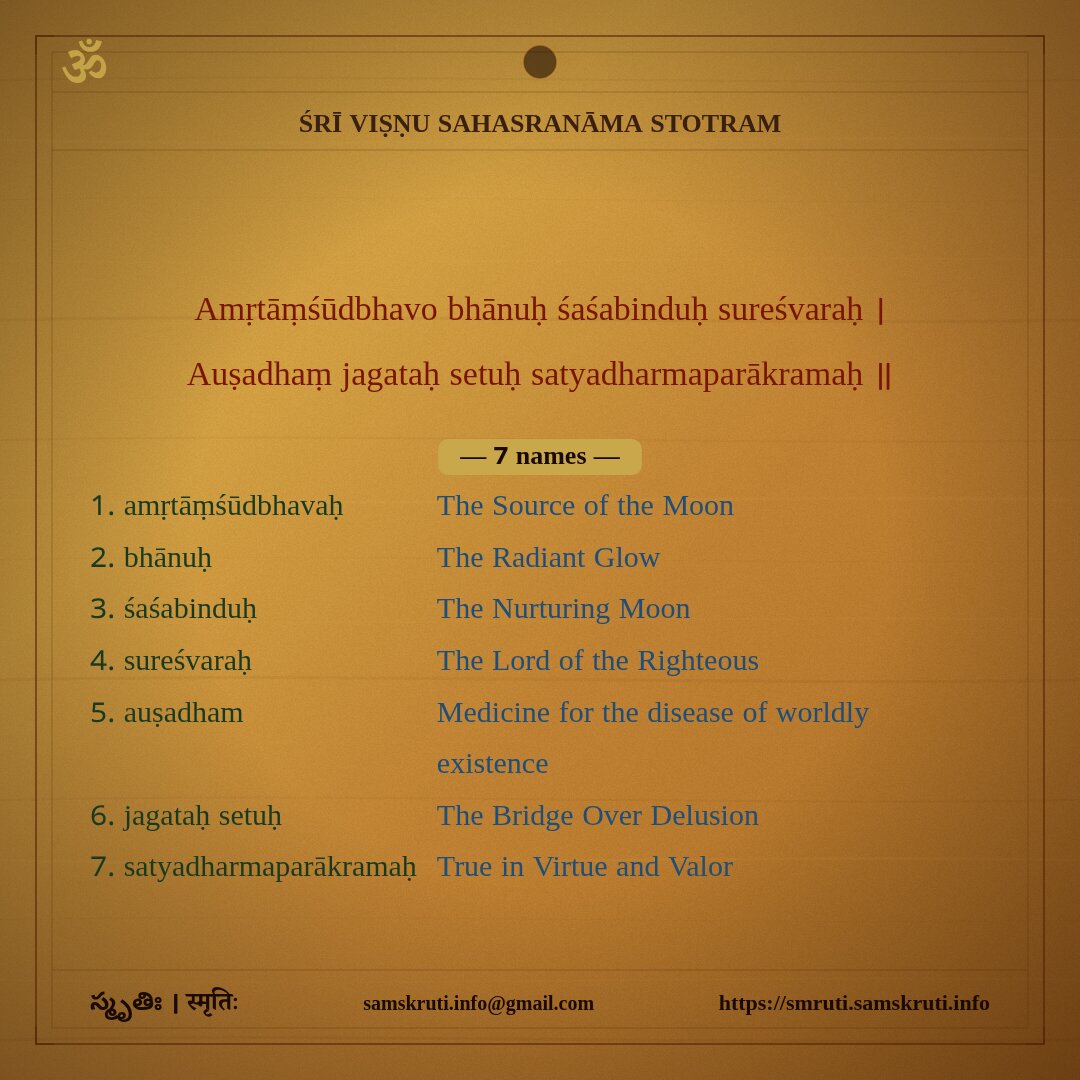 ॐ
ŚRĪ VIṢṆU SAHASRANĀMA STOTRAM
Amṛtāṃśūdbhavo bhānuḥ śaśabinduḥ sureśvaraḥ |
Auṣadhaṃ jagataḥ setuḥ satyadharmaparākramaḥ ||
— 7 names —
1. amṛtāṃśūdbhavaḥ The Source of the Moon
2. bhānuḥ The Radiant Glow
3. śaśabinduḥ The Nurturing Moon
4. sureśvaraḥ The Lord of the Righteous
5. auṣadham Medicine for the disease of worldly
existence
6. jagataḥ setuḥ The Bridge Over Delusion
7. satyadharmaparākramaḥ True in Virtue and Valor
స్మృతిః | स्मृतिः samskruti.info@gmail.com https://smruti.samskruti.info